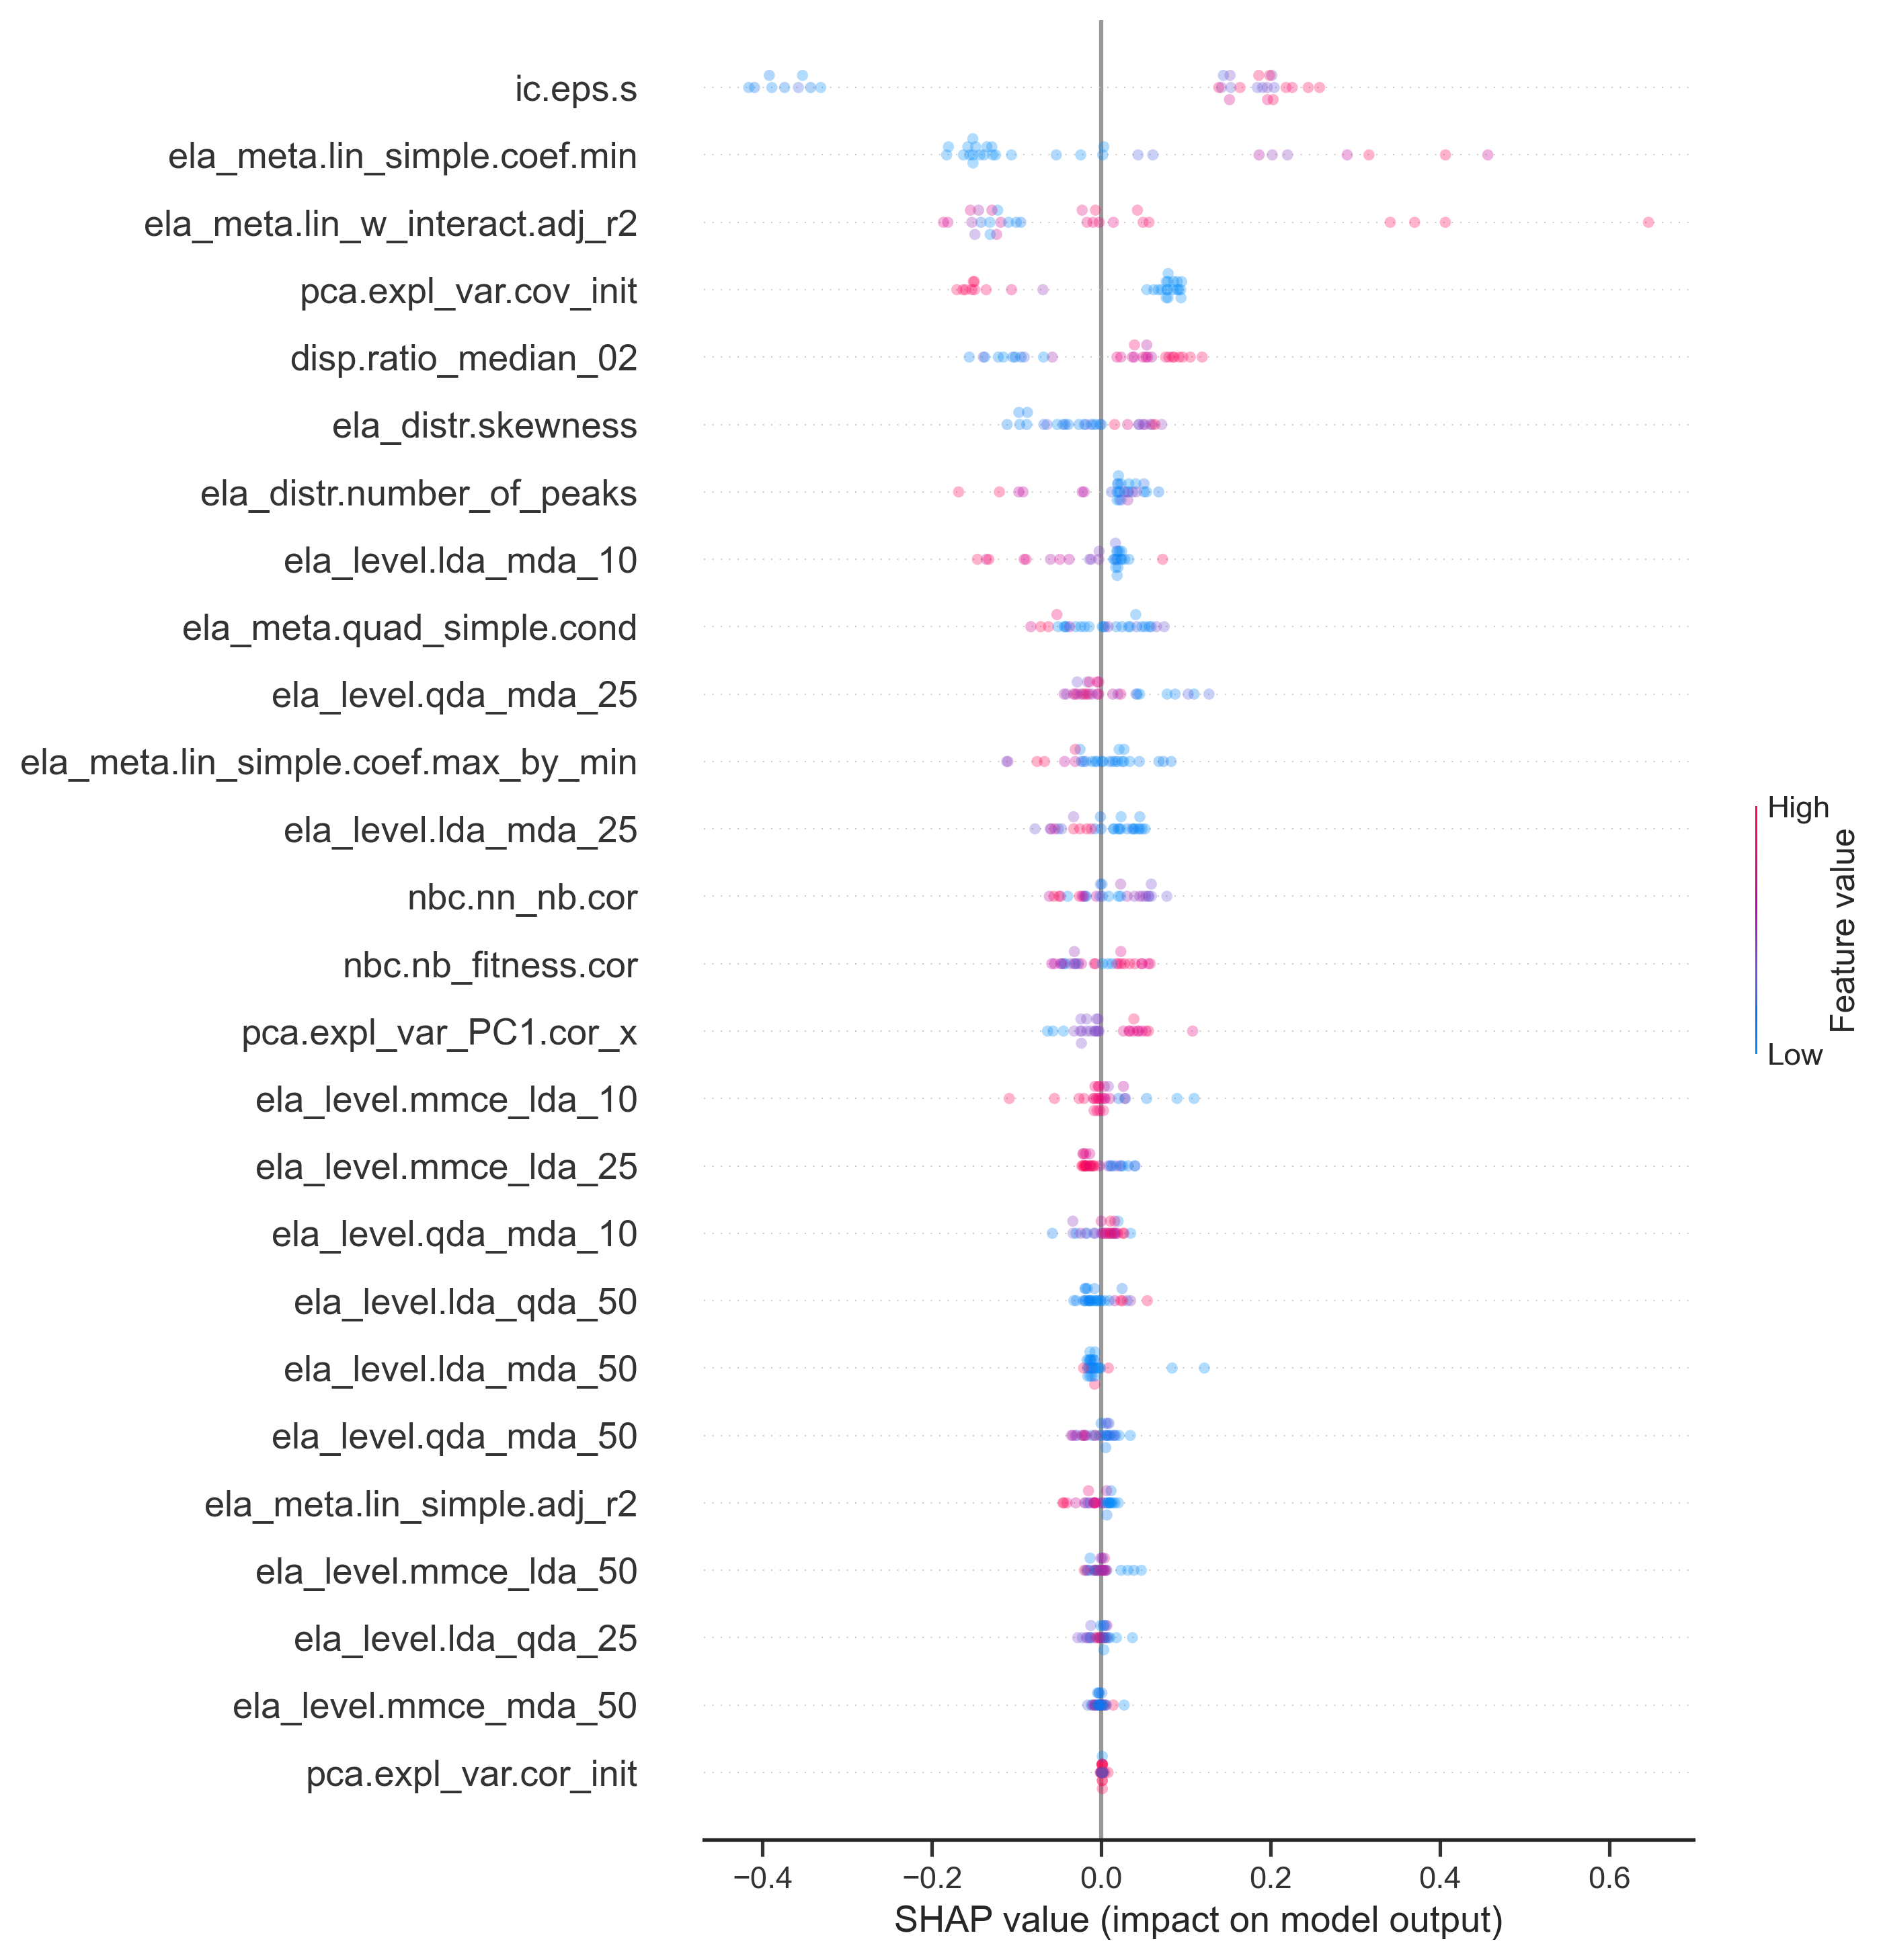 ic.eps.s
ela_meta.lin_simple.coef.min
ela_meta.lin_w_interact.adj_r2
pca.expl_var.cov_init
disp.ratio_median_02
ela_distr.skewness
ela_distr.number_of_peaks
ela_level.lda_mda_10
ela_meta.quad_simple.cond
ela_level.qda_mda_25
ela_meta.lin_simple.coef.max_by_min
ela_level.lda_mda_25
nbc.nn_nb.cor
nbc.nb_fitness.cor
pca.expl_var_PC1.cor_x
ela_level.mmce_lda_10
ela_level.mmce_lda_25
ela_level.qda_mda_10
ela_level.lda_qda_50
ela_level.lda_mda_50
ela_level.qda_mda_50
ela_meta.lin_simple.adj_r2
ela_level.mmce_lda_50
ela_level.lda_qda_25
ela_level.mmce_mda_50
pca.expl_var.cor_init
−0.4 −0.2 0.0 0.2 0.4 0.6
SHAP value (impact on model output)
High
Feature value
Low